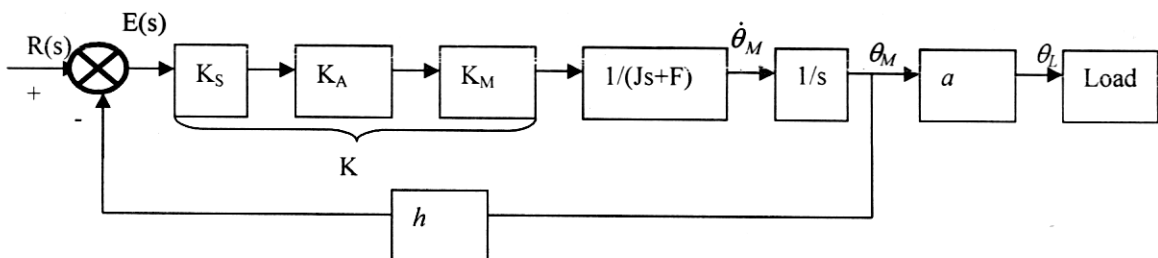 R(s)
+
-
E(s)
K_S
K_A
K_M
K
1/(Js+F)
θ̇_M
1/s
θ_M
a
θ_L
Load
h